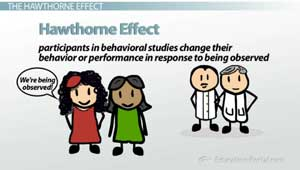 THE HAWTHORNE EFFECT
Hawthorne Effect
participants in behavioral studies change their
behavior or performance in response to being observed
We're being
observed!